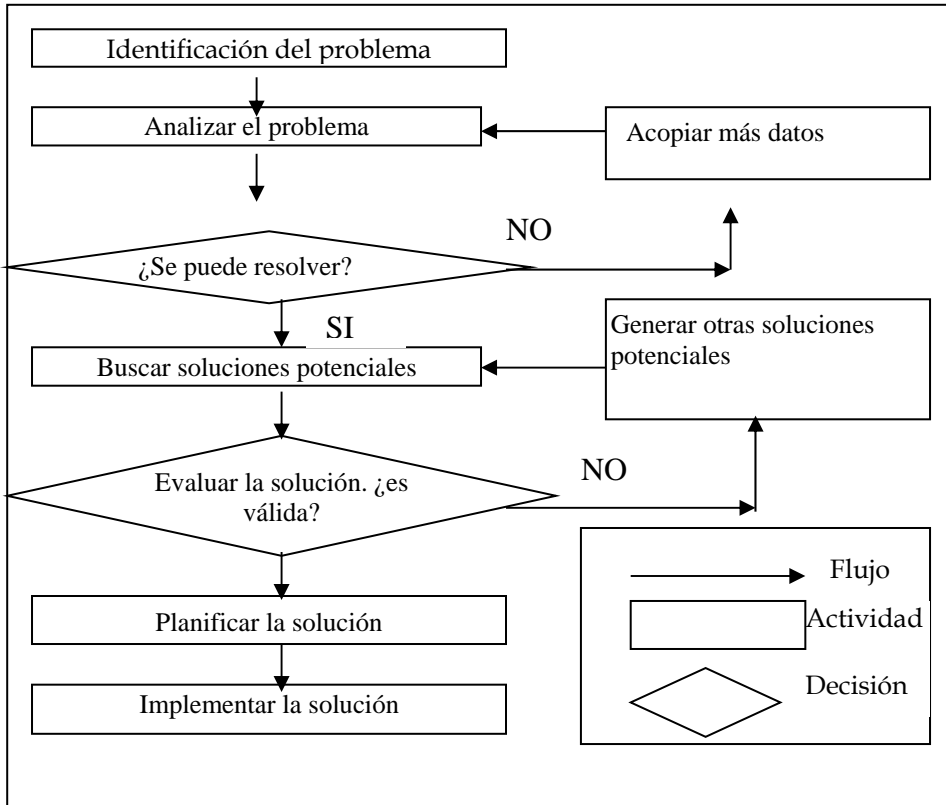 Identificación del problema
Analizar el problema
Acopiar más datos
NO
¿Se puede resolver?
SI
Generar otras soluciones
potenciales
Buscar soluciones potenciales
NO
Evaluar la solución. ¿es
válida?
Flujo
Planificar la solución
Actividad
Decisión
Implementar la solución